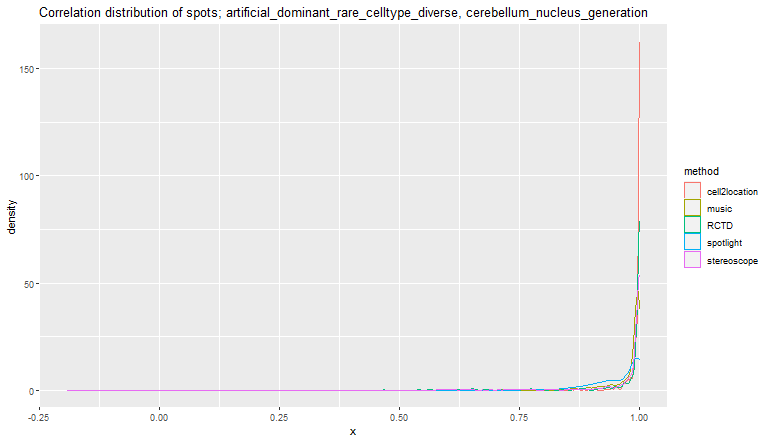 Correlation distribution of spots; artificial_dominant_rare_celltype_diverse, cerebellum_nucleus_generation
150
100
50
0
density
-0.25 0.00 0.25 0.50 0.75 1.00
x
method
cell2location
music
RCTD
spotlight
stereoscope